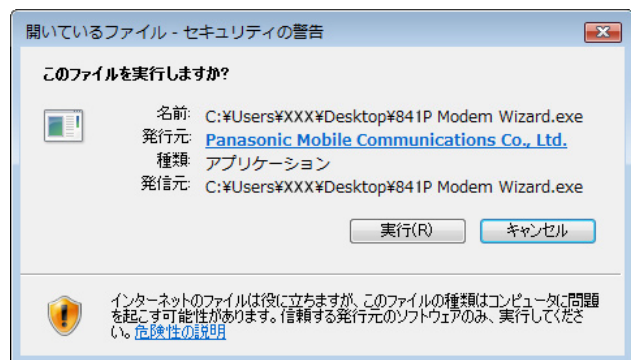 開いているファイル - セキュリティの警告
このファイルを実行しますか?
名前: C:¥Users¥XXX¥Desktop¥841P Modem Wizard.exe
発行元: Panasonic Mobile Communications Co., Ltd.
種類: アプリケーション
発信元: C:¥Users¥XXX¥Desktop¥841P Modem Wizard.exe
実行(R) キャンセル
インターネットのファイルは役に立ちますが、このファイルの種類はコンピュータに問題
を起こす可能性があります。信頼する発行元のソフトウェアのみ、実行してくださ
い。危険性の説明